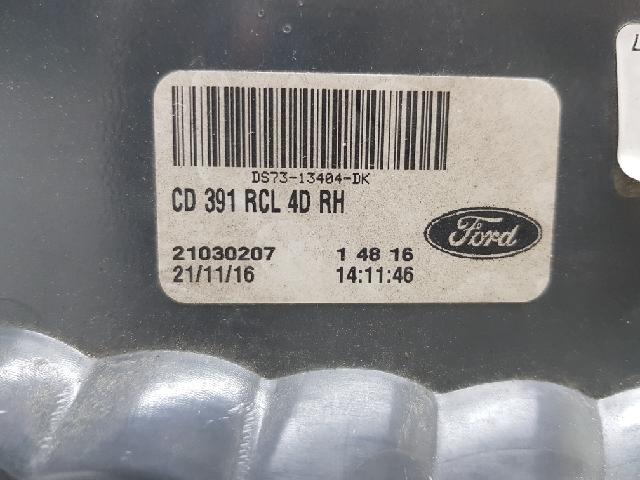 DS73-13404-DK
CD 391 RCL 4D RH
Ford
21030207 1 48 16
21/11/16 14:11:46
L